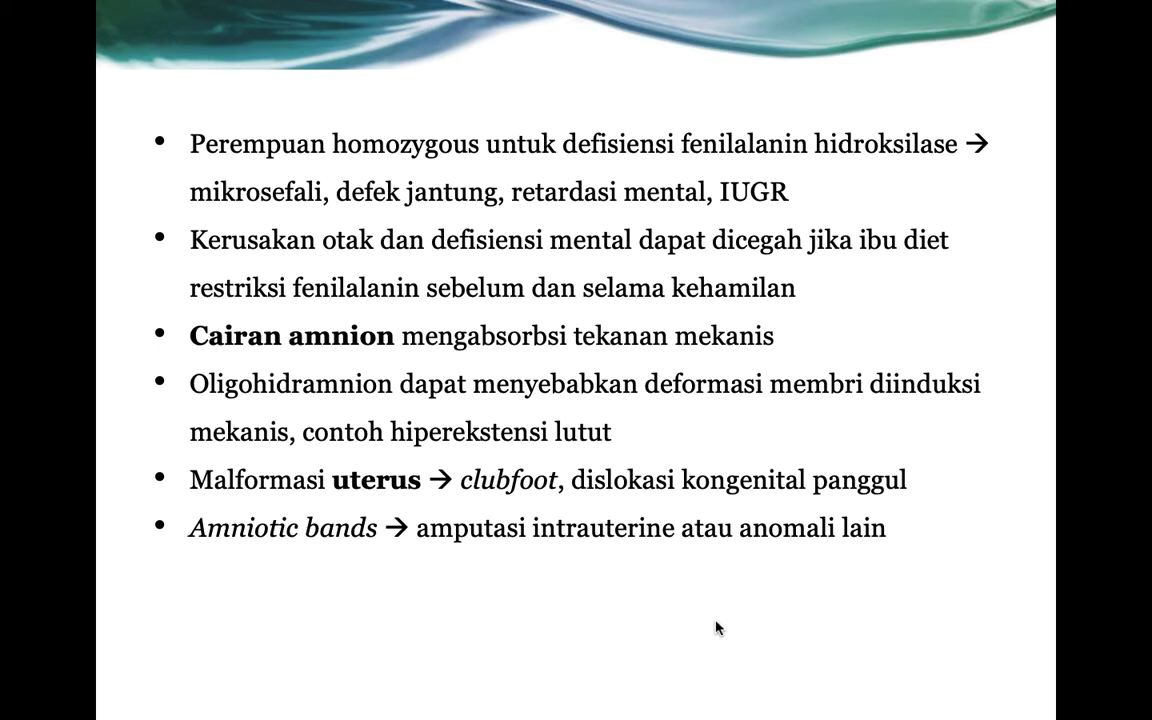 • Perempuan homozygous untuk defisiensi fenilalanin hidroksilase →
mikrosefali, defek jantung, retardasi mental, IUGR
• Kerusakan otak dan defisiensi mental dapat dicegah jika ibu diet
restriksi fenilalanin sebelum dan selama kehamilan
• Cairan amnion mengabsorbsi tekanan mekanis
• Oligohidramnion dapat menyebabkan deformasi membri diinduksi
mekanis, contoh hiperekstensi lutut
• Malformasi uterus → clubfoot, dislokasi kongenital panggul
• Amniotic bands → amputasi intrauterine atau anomali lain